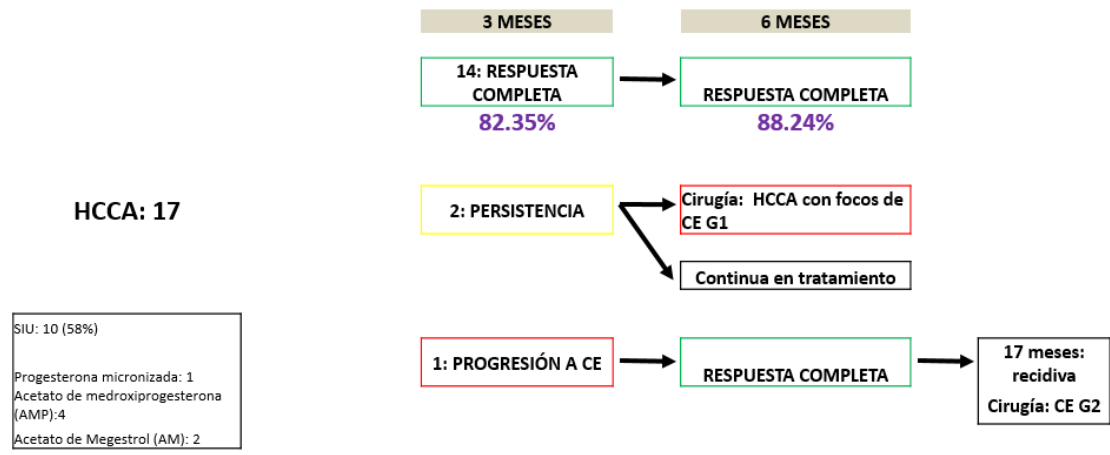 3 MESES
6 MESES
14: RESPUESTA
COMPLETA
RESPUESTA COMPLETA
82.35%
88.24%
HCCA: 17
2: PERSISTENCIA
Cirugía:  HCCA con focos de
CE G1
Continua en tratamiento
SIU: 10 (58%)
Progesterona micronizada: 1
Acetato de medroxiprogesterona
(AMP):4
Acetato de Megestrol (AM): 2
1: PROGRESIÓN A CE
RESPUESTA COMPLETA
17 meses:
recidiva
Cirugía: CE G2